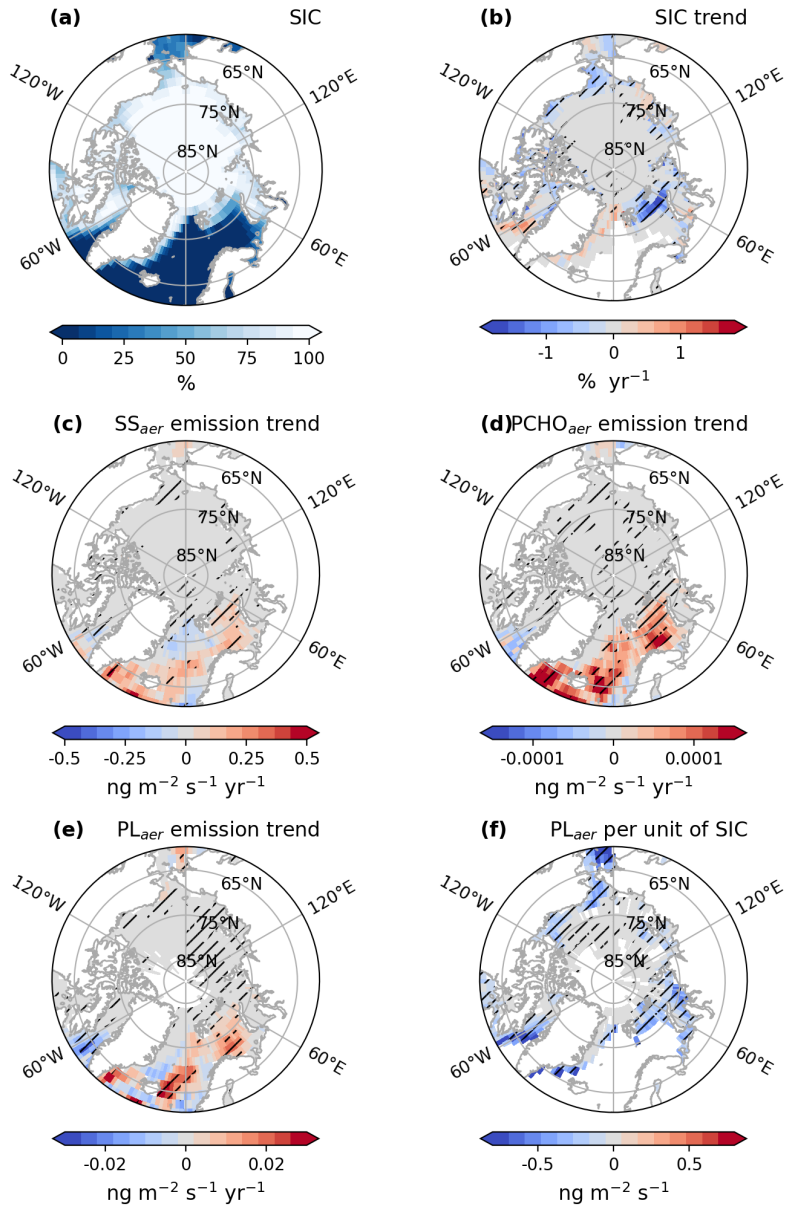 (a) SIC
65°N
120°W 120°E
75°N
85°N
60°W 60°E
0 25 50 75 100
%
(b) SIC trend
65°N
120°W 120°E
75°N
85°N
60°W 60°E
-1 0 1
% yr⁻¹
(c) SSaer emission trend
65°N
120°W 120°E
75°N
85°N
60°W 60°E
-0.5 -0.25 0 0.25 0.5
ng m⁻² s⁻¹ yr⁻¹
(d) PCHOaer emission trend
65°N
120°W 120°E
75°N
85°N
60°W 60°E
-0.0001 0 0.0001
ng m⁻² s⁻¹ yr⁻¹
(e) PLaer emission trend
65°N
120°W 120°E
75°N
85°N
60°W 60°E
-0.02 0 0.02
ng m⁻² s⁻¹ yr⁻¹
(f) PLaer per unit of SIC
65°N
120°W 120°E
75°N
85°N
60°W 60°E
-0.5 0 0.5
ng m⁻² s⁻¹